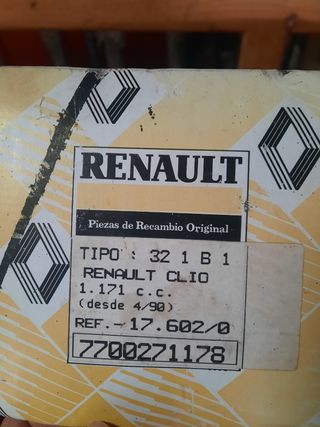 RENAULT
Piezas de Recambio Original
TIPO : 32 1 B 1
RENAULT CLIO
1.171 c.c.
(desde 4/90)
REF.- 17.602/0
7700271178